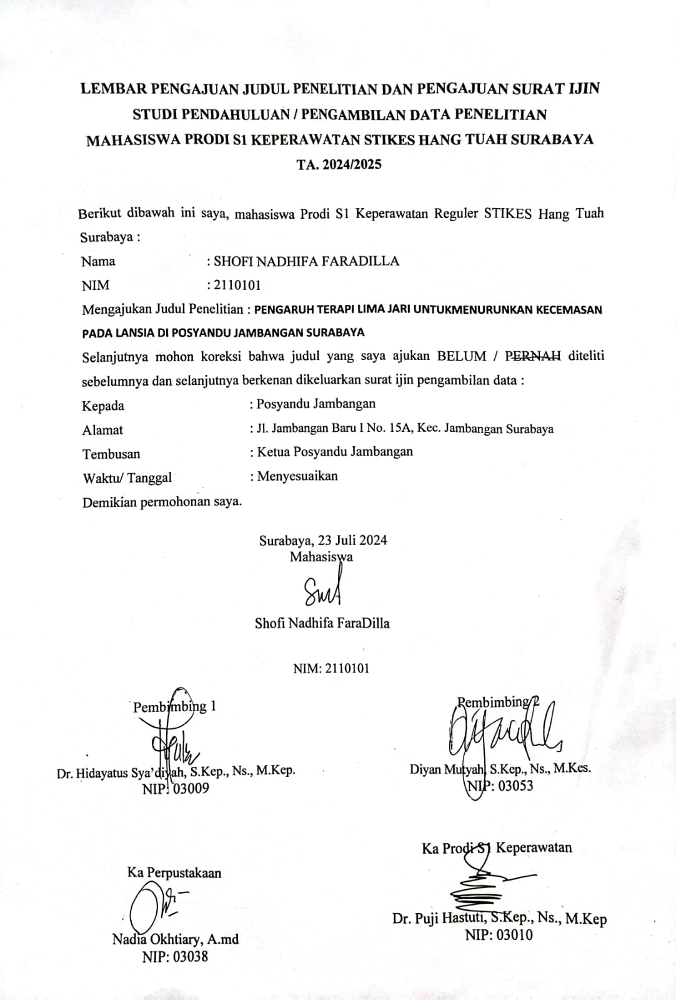 LEMBAR PENGAJUAN JUDUL PENELITIAN DAN PENGAJUAN SURAT IJIN
STUDI PENDAHULUAN / PENGAMBILAN DATA PENELITIAN
MAHASISWA PRODI S1 KEPERAWATAN STIKES HANG TUAH SURABAYA
TA. 2024/2025
Berikut dibawah ini saya, mahasiswa Prodi S1 Keperawatan Reguler STIKES Hang Tuah
Surabaya :
Nama : SHOFI NADHIFA FARADILLA
NIM : 2110101
Mengajukan Judul Penelitian : PENGARUH TERAPI LIMA JARI UNTUKMENURUNKAN KECEMASAN
PADA LANSIA DI POSYANDU JAMBANGAN SURABAYA
Selanjutnya mohon koreksi bahwa judul yang saya ajukan BELUM / PERNAH diteliti
sebelumnya dan selanjutnya berkenan dikeluarkan surat ijin pengambilan data :
Kepada : Posyandu Jambangan
Alamat : Jl. Jambangan Baru I No. 15A, Kec. Jambangan Surabaya
Tembusan : Ketua Posyandu Jambangan
Waktu/ Tanggal : Menyesuaikan
Demikian permohonan saya.
Surabaya, 23 Juli 2024
Mahasiswa
Shofi Nadhifa FaraDilla
NIM: 2110101
Pembimbing 1
Dr. Hidayatus Sya'diyah, S.Kep., Ns., M.Kep.
NIP: 03009
Pembimbing 2
Diyan Mutyah, S.Kep., Ns., M.Kes.
NIP: 03053
Ka Perpustakaan
Nadia Okhtiary, A.md
NIP: 03038
Ka Prodi S1 Keperawatan
Dr. Puji Hastuti, S.Kep., Ns., M.Kep
NIP: 03010